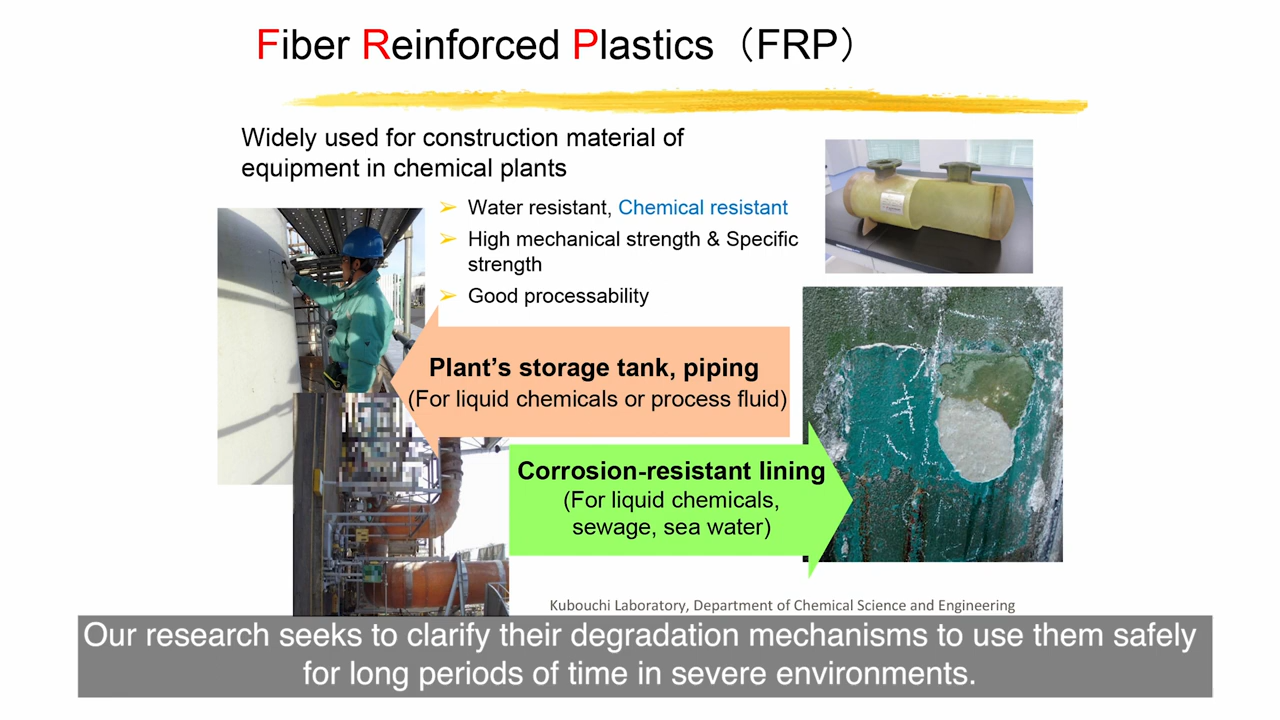 Fiber Reinforced Plastics（FRP）
Widely used for construction material of
equipment in chemical plants
➢ Water resistant, Chemical resistant
➢ High mechanical strength & Specific
strength
➢ Good processability
Plant’s storage tank, piping
(For liquid chemicals or process fluid)
Corrosion-resistant lining
(For liquid chemicals,
sewage, sea water)
Kubouchi Laboratory, Department of Chemical Science and Engineering
Our research seeks to clarify their degradation mechanisms to use them safely
for long periods of time in severe environments.